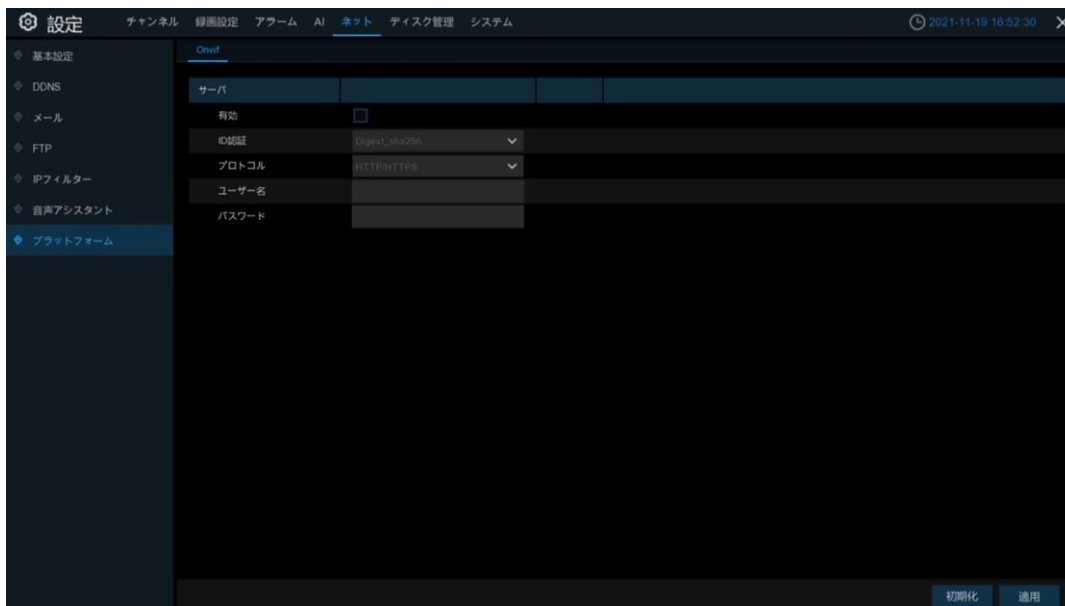 設定 チャンネル 録画設定 アラーム AI ネット ディスク管理 システム 2021-11-19 16:52:30
基本設定
DDNS
メール
FTP
IPフィルター
音声アシスタント
プラットフォーム
Onvif
サーバ
有効
ID認証 Digest_sha256
プロトコル HTTP/HTTPS
ユーザー名
パスワード
初期化 適用